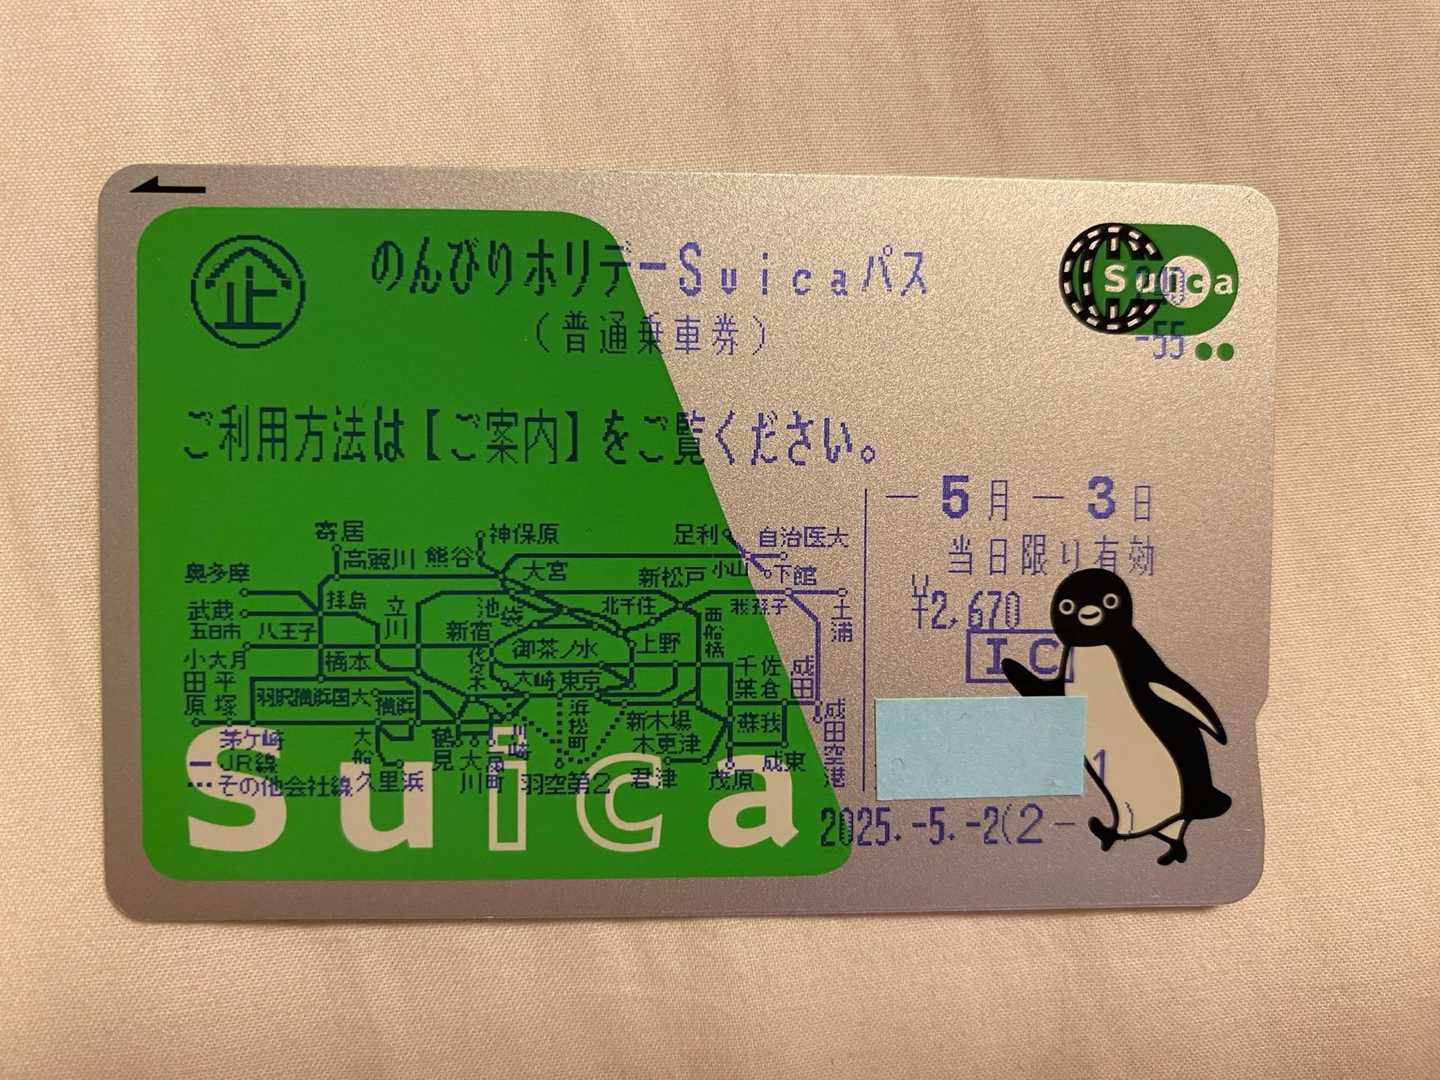 企
のんびりホリデーSuicaパス
Suica
(普通乗車券)
-55
ご利用方法は【ご案内】をご覧ください。
-5月-3日
当日限り有効
¥2,670
IC
寄居
神保原
足利
自治医大
高麗川
熊谷
大宮
小山
下館
奥多摩
新松戸
武蔵五日市
拝島
立川
池袋
北千住
我孫子
土浦
八王子
新宿
御茶ノ水
上野
西船橋
小田原
大月
平塚
橋本
代々木
大崎
東京
千葉
佐倉
成田
羽沢横浜国大
横浜
浜松町
新木場
蘇我
成田空港
茅ケ崎
大船
鶴見
川崎
木更津
成東
JR線
その他会社線
久里浜
大川
羽空第2
君津
茂原
Suica
2025.-5.-2(2-